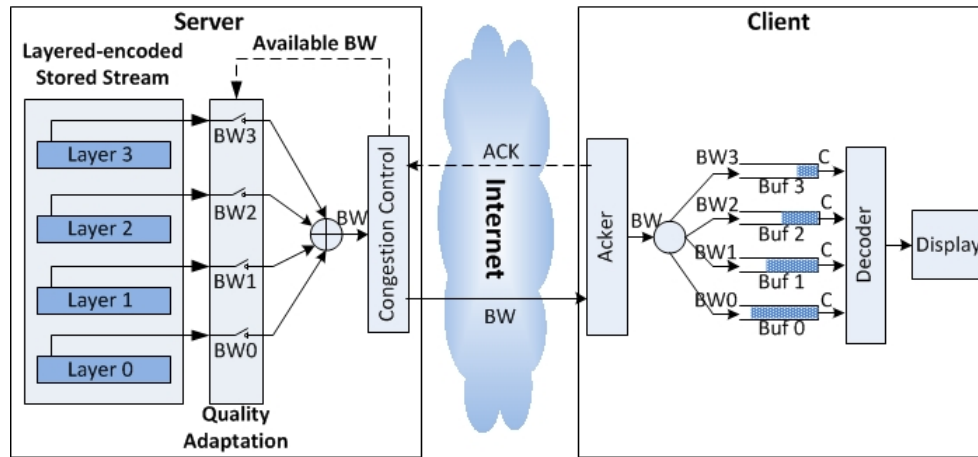 Server
Layered-encoded
Stored Stream
Available BW
Layer 3
Layer 2
Layer 1
Layer 0
BW3
BW2
BW1
BW0
Quality
Adaptation
BW
Congestion Control
ACK
Internet
BW
Client
Acker
BW
BW3
BW2
BW1
BW0
Buf 3
Buf 2
Buf 1
Buf 0
C
C
C
C
Decoder
Display